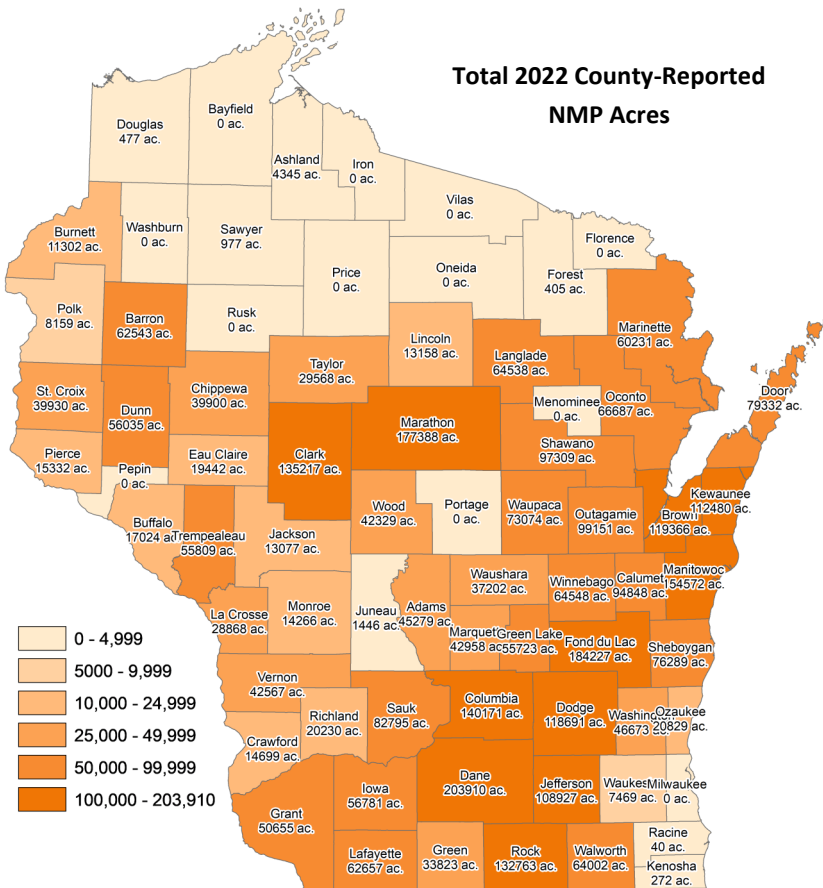 Total 2022 County-Reported
NMP Acres
Douglas
477 ac.
Bayfield
0 ac.
Ashland
4345 ac.
Iron
0 ac.
Vilas
0 ac.
Florence
0 ac.
Burnett
11302 ac.
Washburn
0 ac.
Sawyer
977 ac.
Price
0 ac.
Oneida
0 ac.
Forest
405 ac.
Marinette
60231 ac.
Polk
8159 ac.
Barron
62543 ac.
Rusk
0 ac.
Lincoln
13158 ac.
Langlade
64538 ac.
Taylor
29568 ac.
St. Croix
39930 ac.
Dunn
56035 ac.
Chippewa
39900 ac.
Menominee
0 ac.
Oconto
66687 ac.
Door
79332 ac.
Marathon
177388 ac.
Shawano
97309 ac.
Pierce
15332 ac.
Pepin
0 ac.
Eau Claire
19442 ac.
Clark
135217 ac.
Buffalo
17024 ac
Trempealeau
55809 ac.
Jackson
13077 ac.
Wood
42329 ac.
Portage
0 ac.
Waupaca
73074 ac.
Outagamie
99151 ac.
Brown
119366 ac.
Kewaunee
112480 ac.
La Crosse
28868 ac.
Monroe
14266 ac.
Juneau
1446 ac.
Adams
45279 ac.
Waushara
37202 ac.
Winnebago
64548 ac.
Calumet
94848 ac.
Manitowoc
154572 ac.
Marquett
42958 ac
Green Lake
55723 ac.
Fond du Lac
184227 ac.
Sheboygan
76289 ac.
Vernon
42567 ac.
Richland
20230 ac.
Sauk
82795 ac.
Columbia
140171 ac.
Dodge
118691 ac.
Washington
46673 ac.
Ozaukee
20829 ac.
Crawford
14699 ac.
Grant
50655 ac.
Iowa
56781 ac.
Dane
203910 ac.
Jefferson
108927 ac.
Waukes
7469 ac.
Milwaukee
0 ac.
Lafayette
62657 ac.
Green
33823 ac.
Rock
132763 ac.
Walworth
64002 ac.
Racine
40 ac.
Kenosha
272 ac.
0 - 4,999
5000 - 9,999
10,000 - 24,999
25,000 - 49,999
50,000 - 99,999
100,000 - 203,910